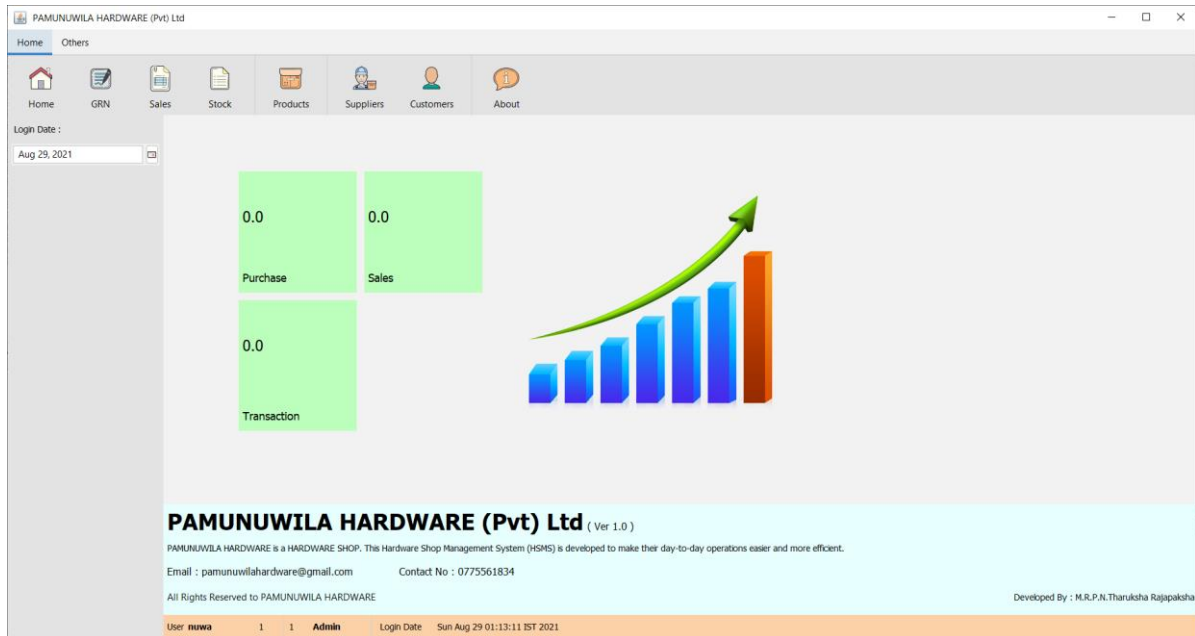 PAMUNUWILA HARDWARE (Pvt) Ltd
Home Others
Home GRN Sales Stock Products Suppliers Customers About
Login Date :
Aug 29, 2021
0.0 0.0
Purchase Sales
0.0
Transaction
PAMUNUWILA HARDWARE (Pvt) Ltd ( Ver 1.0 )
PAMUNUWILA HARDWARE is a HARDWARE SHOP. This Hardware Shop Management System (HSMS) is developed to make their day-to-day operations easier and more efficient.
Email : pamunuwilahardware@gmail.com Contact No : 0775561834
All Rights Reserved to PAMUNUWILA HARDWARE Developed By : M.R.P.N.Tharuksha Rajapaksha
User nuwa 1 1 Admin Login Date Sun Aug 29 01:13:11 IST 2021